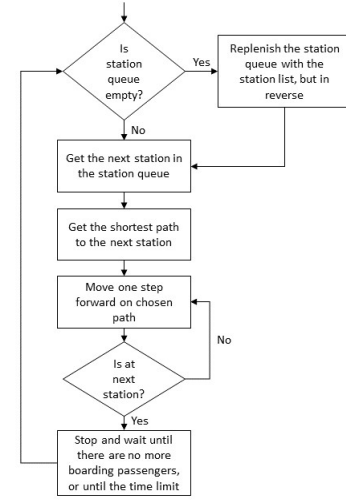 Is
station
queue
empty?
Yes
Replenish the station
queue with the
station list, but in
reverse
No
Get the next station in
the station queue
Get the shortest path
to the next station
Move one step
forward on chosen
path
No
Is at
next
station?
Yes
Stop and wait until
there are no more
boarding passengers,
or until the time limit